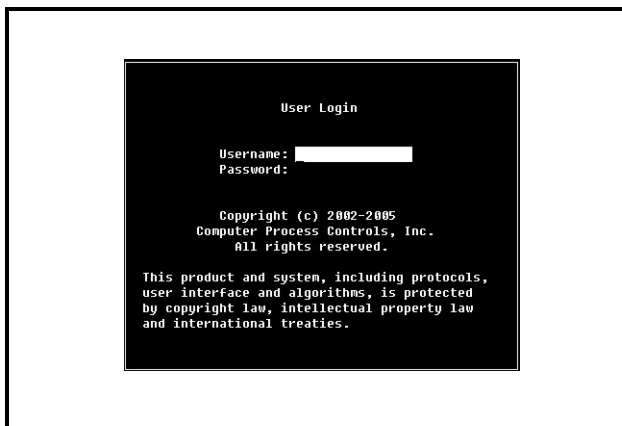 User Login
Username:
Password:
Copyright (c) 2002-2005
Computer Process Controls, Inc.
All rights reserved.
This product and system, including protocols,
user interface and algorithms, is protected
by copyright law, intellectual property law
and international treaties.